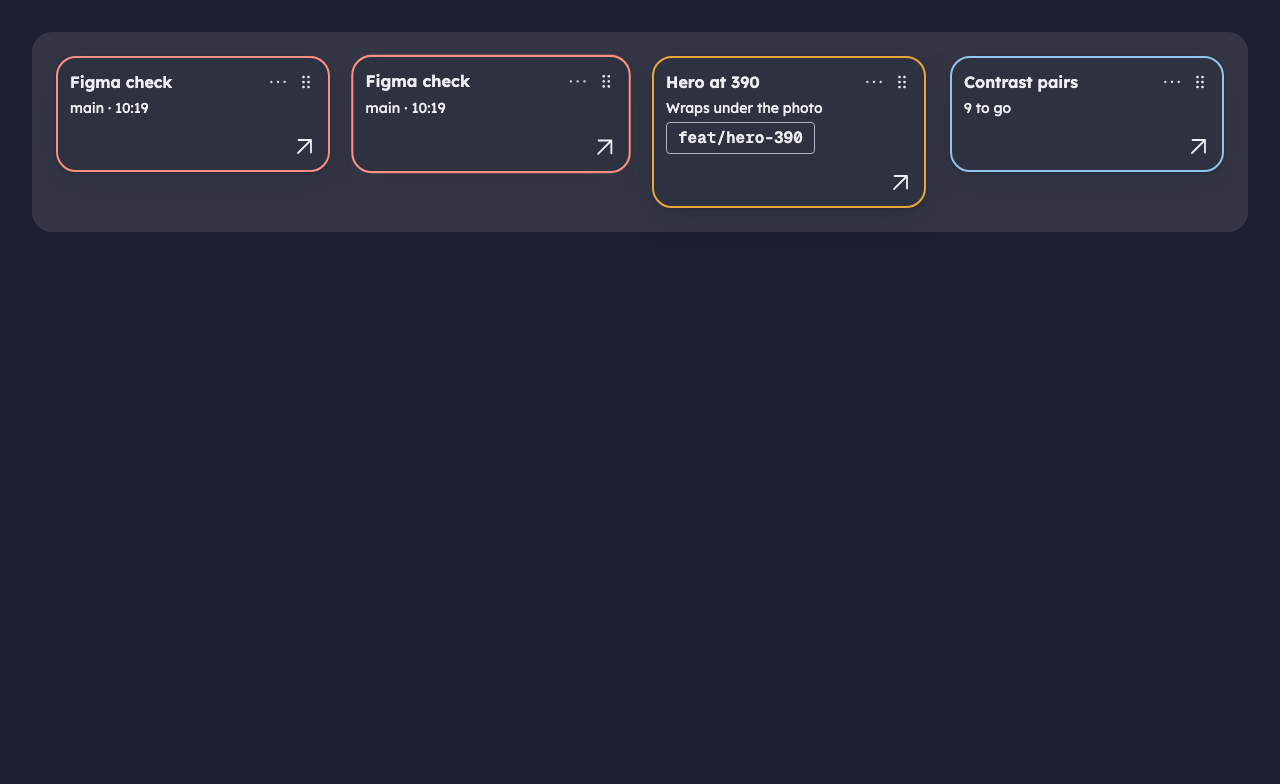 Figma check
main · 10:19
Figma check
main · 10:19
Hero at 390
Wraps under the photo
feat/hero-390
Contrast pairs
9 to go